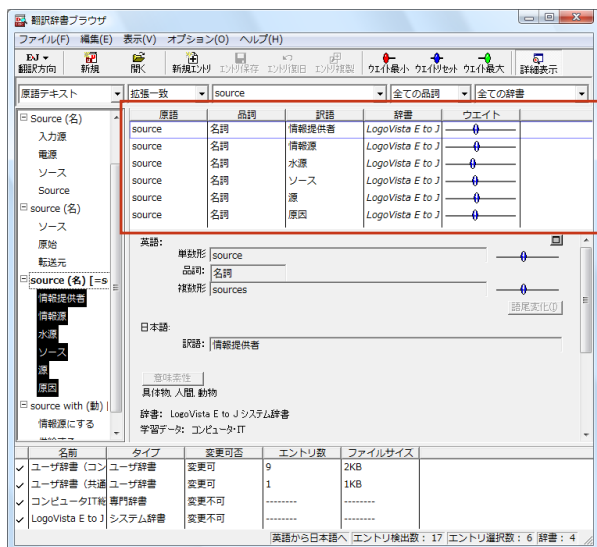 翻訳辞書ブラウザ
ファイル(F) 編集(E) 表示(V) オプション(O) ヘルプ(H)
EJ
翻訳方向 新規 開く 新規エントリ エントリ保存 エントリ復旧 エントリ複製 ウエイト最小 ウエイトリセット ウエイト最大 詳細表示
原語テキスト 拡張一致 source 全ての品詞 全ての辞書
Source (名)
入力源
電源
ソース
Source
source (名)
ソース
原始
転送元
source (名) [=s
情報提供者
情報源
水源
ソース
源
原因
source with (動) |
情報源にする
原語 品詞 訳語 辞書 ウエイト
source 名詞 情報提供者 LogoVista E to J
source 名詞 情報源 LogoVista E to J
source 名詞 水源 LogoVista E to J
source 名詞 ソース LogoVista E to J
source 名詞 源 LogoVista E to J
source 名詞 原因 LogoVista E to J
英語:
単数形 source
品詞: 名詞
複数形 sources
語尾変化(I)
日本語:
訳語: 情報提供者
意味素性
具体物, 人間, 動物
辞書: LogoVista E to J システム辞書
学習データ: コンピュータ・IT
名前 タイプ 変更可否 エントリ数 ファイルサイズ
ユーザ辞書 (コン ユーザ辞書 変更可 9 2KB
ユーザ辞書 (共通 ユーザ辞書 変更可 1 1KB
コンピュータIT総 専門辞書 変更不可 -------- --------
LogoVista E to J システム辞書 変更不可 -------- --------
英語から日本語へ エントリ検出数: 17 エントリ選択数: 6 辞書: 4